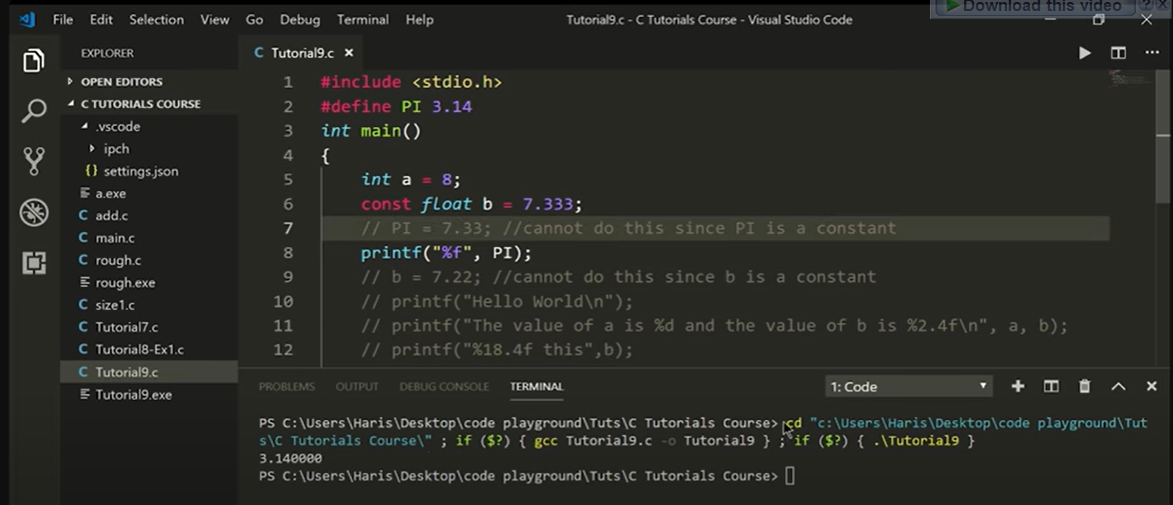 Download this video ? X
File Edit Selection View Go Debug Terminal Help Tutorial9.c - C Tutorials Course - Visual Studio Code
EXPLORER
OPEN EDITORS
C TUTORIALS COURSE
.vscode
ipch
{} settings.json
a.exe
C add.c
C main.c
C rough.c
rough.exe
C size1.c
C Tutorial7.c
C Tutorial8-Ex1.c
C Tutorial9.c
Tutorial9.exe
C Tutorial9.c ×
1 #include <stdio.h>
2 #define PI 3.14
3 int main()
4 {
5 int a = 8;
6 const float b = 7.333;
7 // PI = 7.33; //cannot do this since PI is a constant
8 printf("%f", PI);
9 // b = 7.22; //cannot do this since b is a constant
10 // printf("Hello World\n");
11 // printf("The value of a is %d and the value of b is %2.4f\n", a, b);
12 // printf("%18.4f this",b);
PROBLEMS OUTPUT DEBUG CONSOLE TERMINAL 1: Code
PS C:\Users\Haris\Desktop\code playground\Tuts\C Tutorials Course> cd "c:\Users\Haris\Desktop\code playground\Tut
s\C Tutorials Course\" ; if ($?) { gcc Tutorial9.c -o Tutorial9 } ; if ($?) { .\Tutorial9 }
3.140000
PS C:\Users\Haris\Desktop\code playground\Tuts\C Tutorials Course>